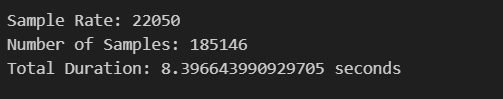 Sample Rate: 22050
Number of Samples: 185146
Total Duration: 8.396643990929705 seconds